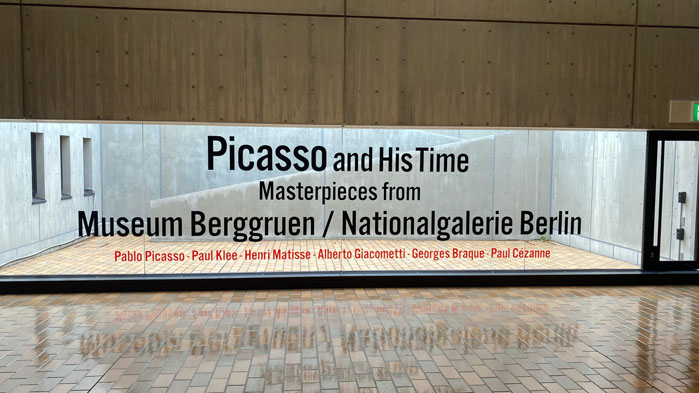 Picasso and His Time
Masterpieces from
Museum Berggruen / Nationalgalerie Berlin
Pablo Picasso · Paul Klee · Henri Matisse · Alberto Giacometti · Georges Braque · Paul Cézanne